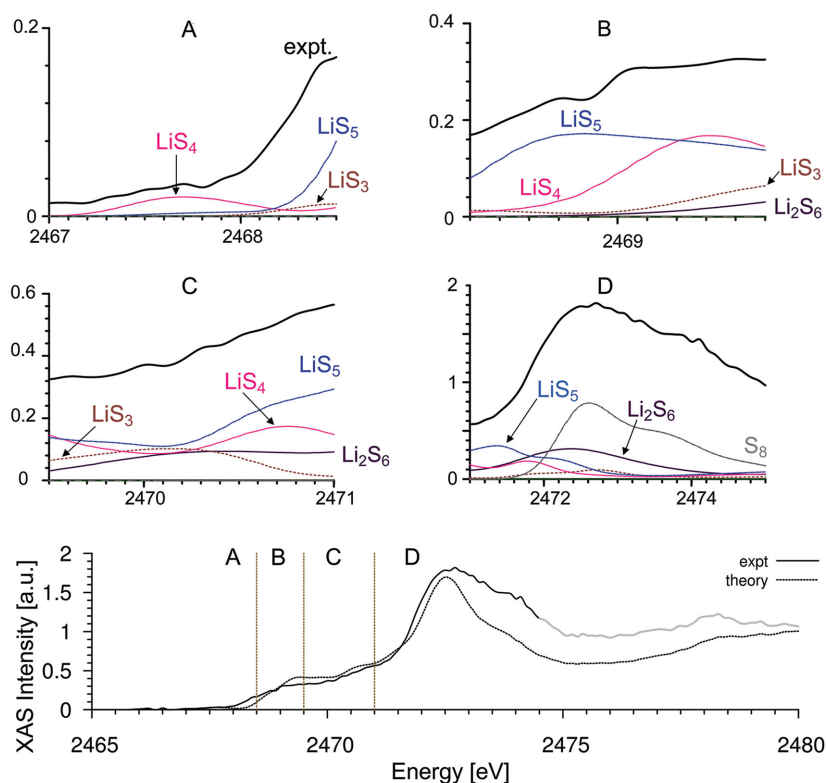 A
0.2
expt.
LiS5
LiS4
LiS3
0
2467
2468
B
0.4
LiS5
0.2
LiS4
LiS3
Li2S6
0
2469
C
0.6
0.4
LiS5
LiS4
0.2
LiS3
Li2S6
0
2470
2471
D
2
LiS5
1
Li2S6
S8
0
2472
2474
A B C D
2
1.5
1
0.5
0
expt
theory
XAS Intensity [a.u.]
2465 2470 2475 2480
Energy [eV]